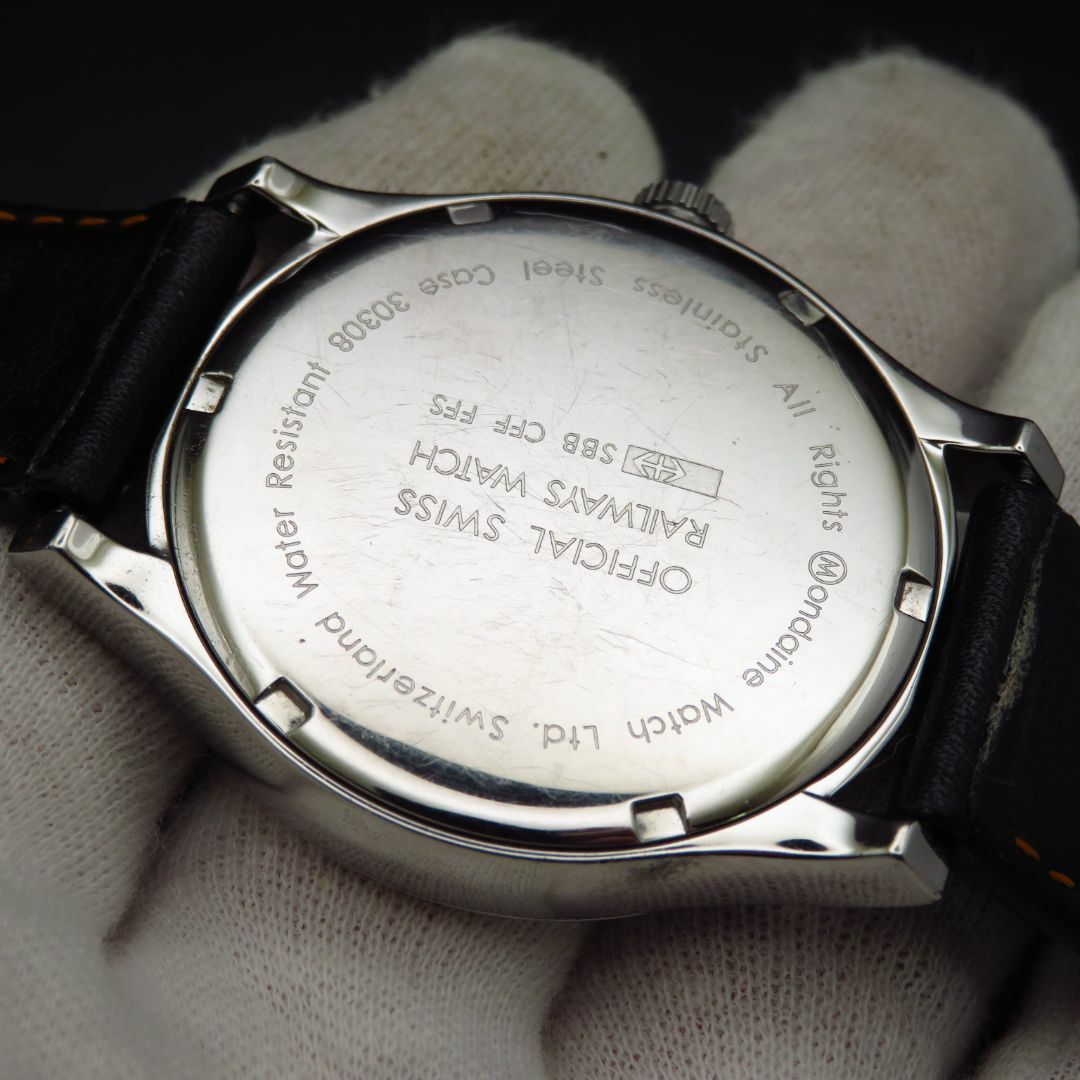 OFFICIAL SWISS
RAILWAYS WATCH
SBB CFF FFS
All Rights Mondaine Watch Ltd. Switzerland Water Resistant 30308 Case Steel Stainless